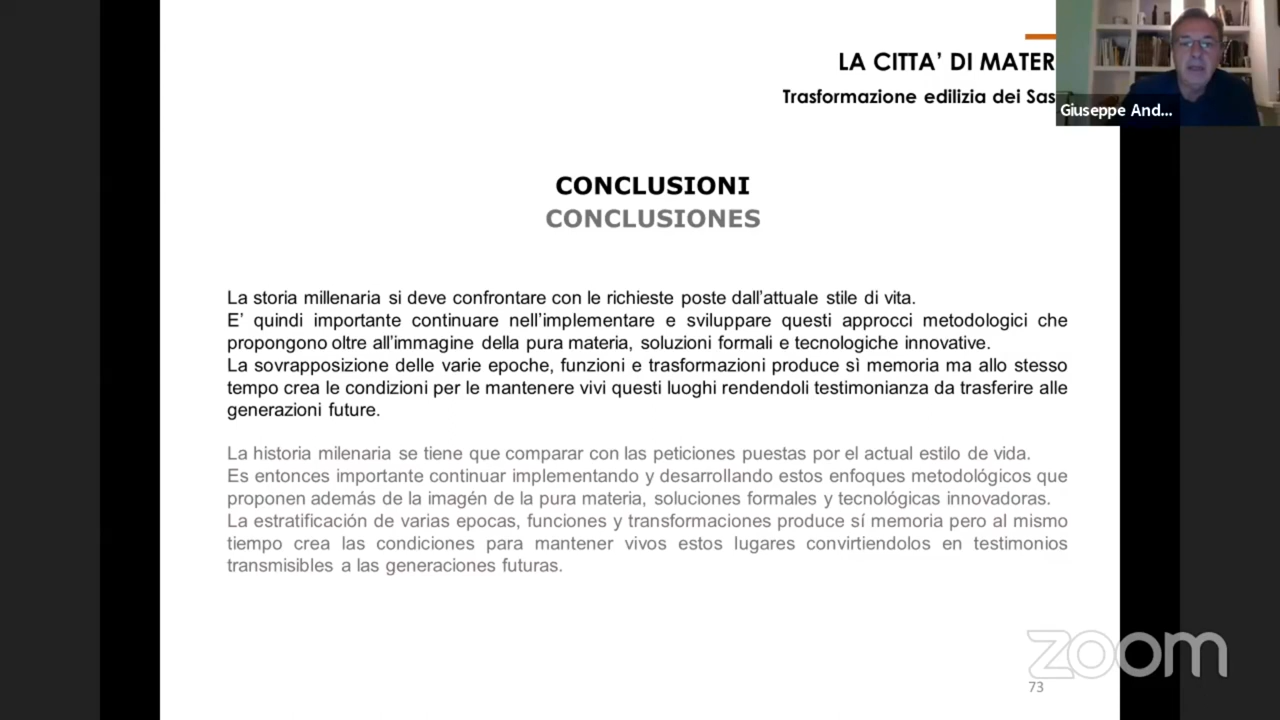 LA CITTA' DI MATER
Trasformazione edilizia dei Sas
Giuseppe And...
CONCLUSIONI
CONCLUSIONES
La storia millenaria si deve confrontare con le richieste poste dall'attuale stile di vita.
E' quindi importante continuare nell'implementare e sviluppare questi approcci metodologici che
propongono oltre all'immagine della pura materia, soluzioni formali e tecnologiche innovative.
La sovrapposizione delle varie epoche, funzioni e trasformazioni produce sì memoria ma allo stesso
tempo crea le condizioni per le mantenere vivi questi luoghi rendendoli testimonianza da trasferire alle
generazioni future.
La historia milenaria se tiene que comparar con las peticiones puestas por el actual estilo de vida.
Es entonces importante continuar implementando y desarrollando estos enfoques metodológicos que
proponen además de la imagén de la pura materia, soluciones formales y tecnológicas innovadoras.
La estratificación de varias epocas, funciones y transformaciones produce sí memoria pero al mismo
tiempo crea las condiciones para mantener vivos estos lugares convirtiendolos en testimonios
transmisibles a las generaciones futuras.
zoom
73